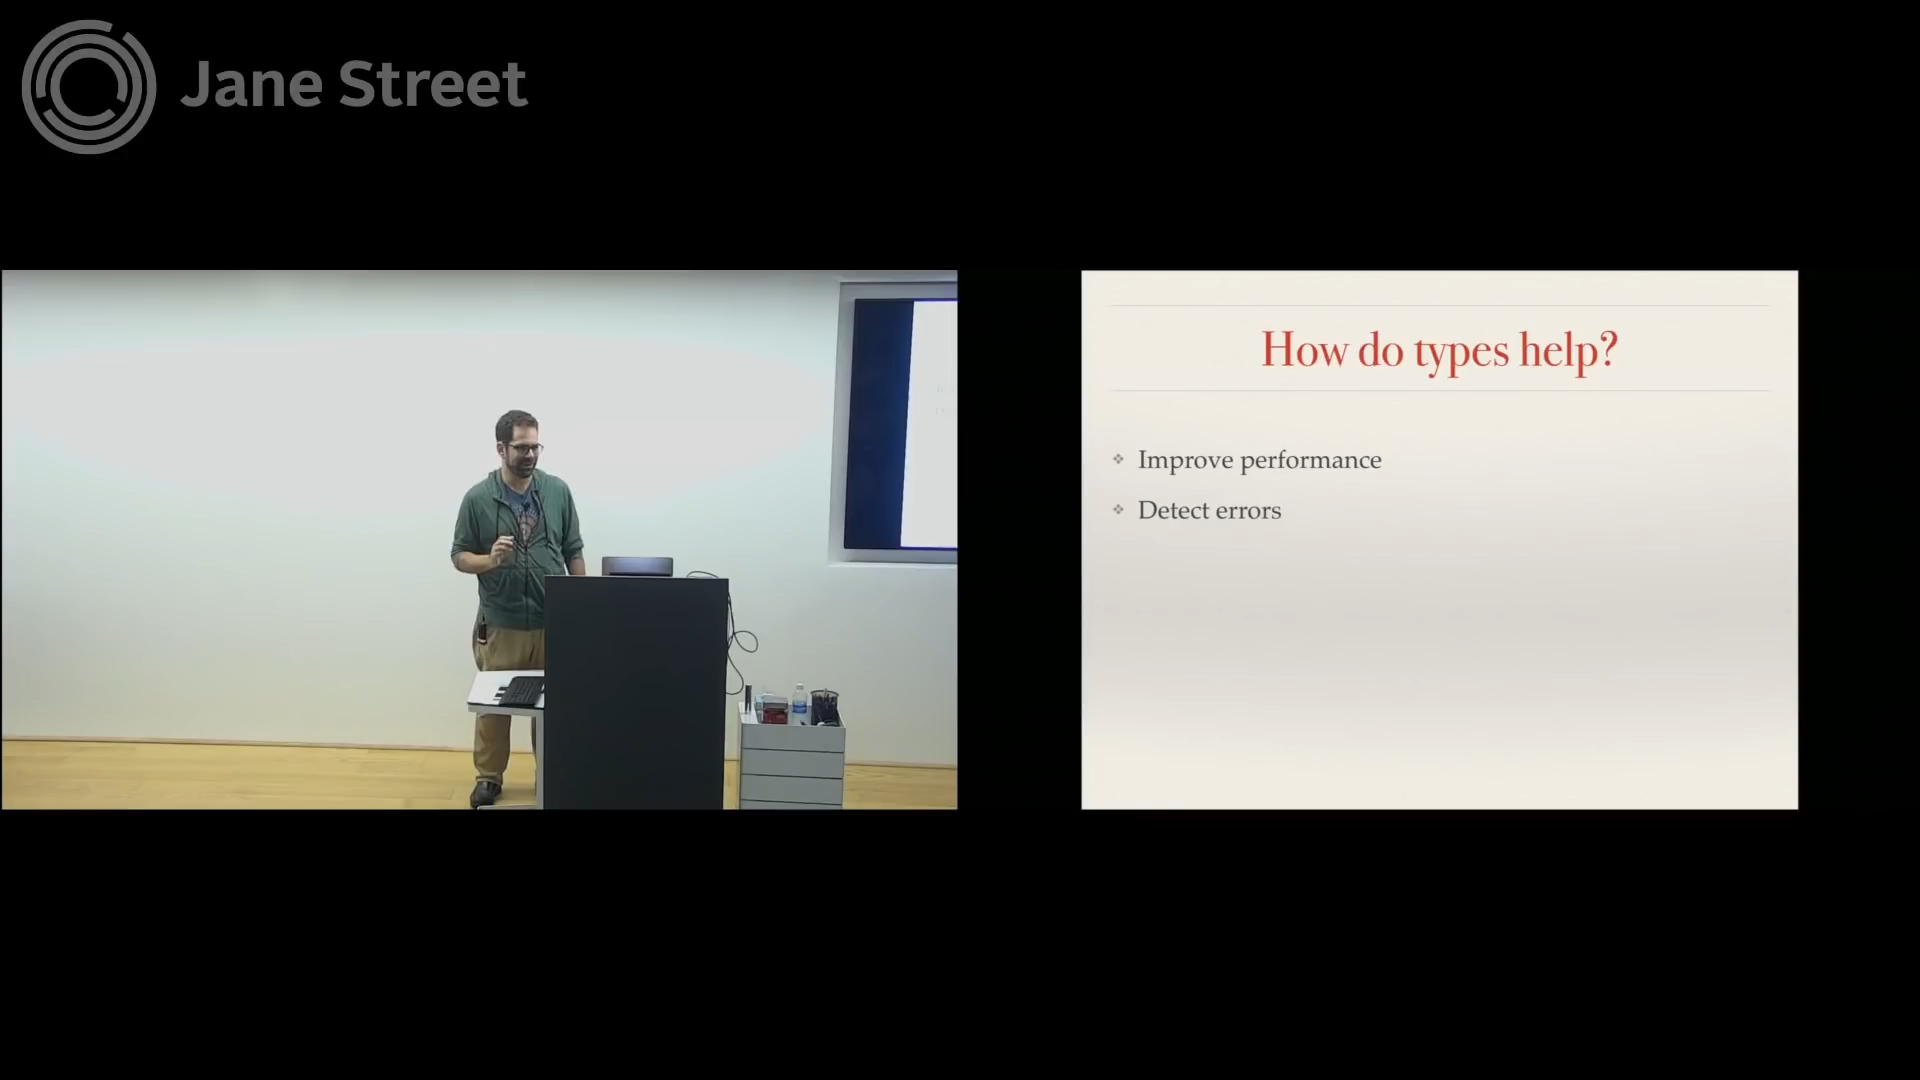 Jane Street
How do types help?
Improve performance
Detect errors